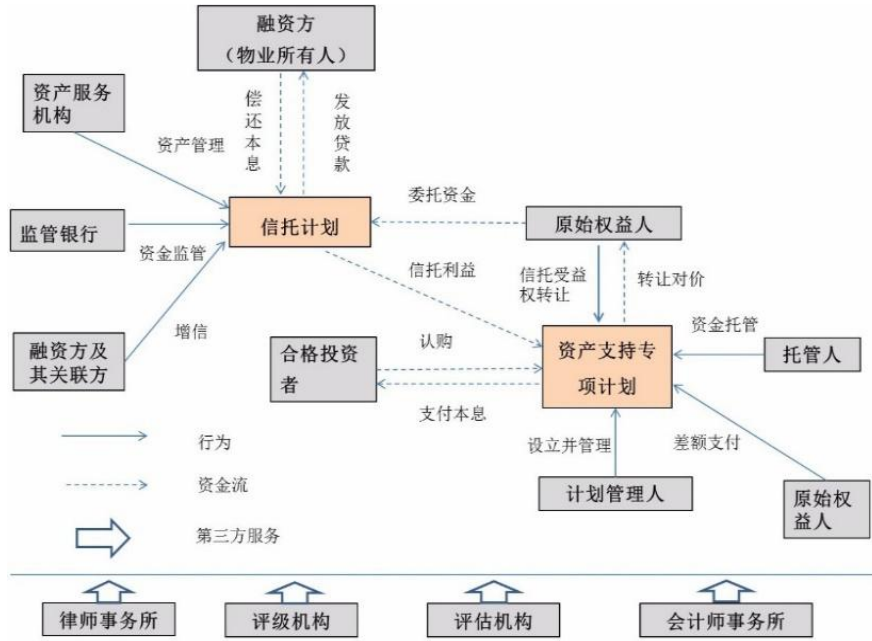 融资方
（物业所有人）
资产服务
机构
偿还本息
发放贷款
资产管理
委托资金
监管银行
信托计划
原始权益人
资金监管
信托利益
信托受益
权转让
转让对价
增信
资金托管
融资方及
其关联方
合格投资
者
认购
资产支持专
项计划
托管人
支付本息
行为
设立并管理
差额支付
资金流
计划管理人
原始权
益人
第三方服务
律师事务所
评级机构
评估机构
会计师事务所